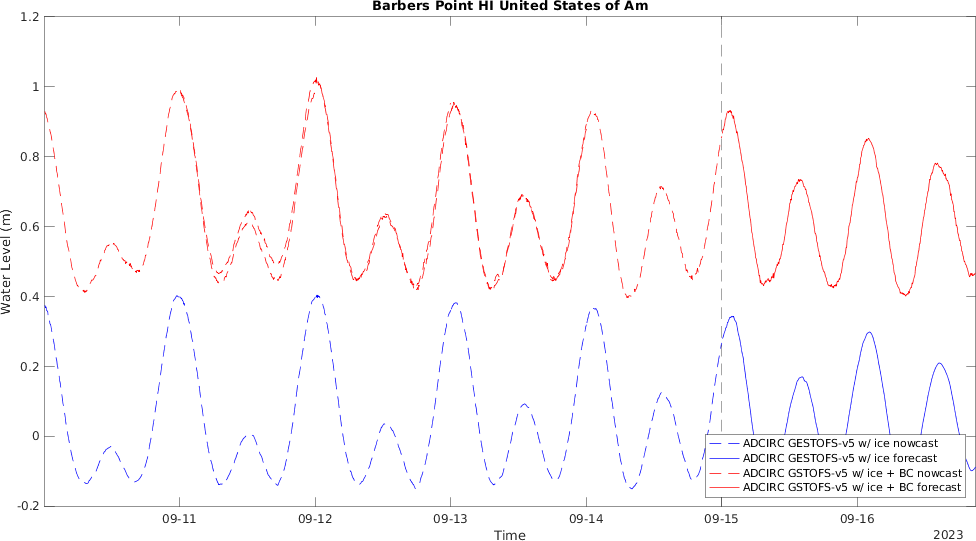 Barbers Point HI United States of Am
1.2
1
0.8
0.6
0.4
0.2
0
-0.2
Water Level (m)
ADCIRC GESTOFS-v5 w/ ice nowcast
ADCIRC GESTOFS-v5 w/ ice forecast
ADCIRC GSTOFS-v5 w/ ice + BC nowcast
ADCIRC GSTOFS-v5 w/ ice + BC forecast
09-11 09-12 09-13 09-14 09-15 09-16
Time
2023